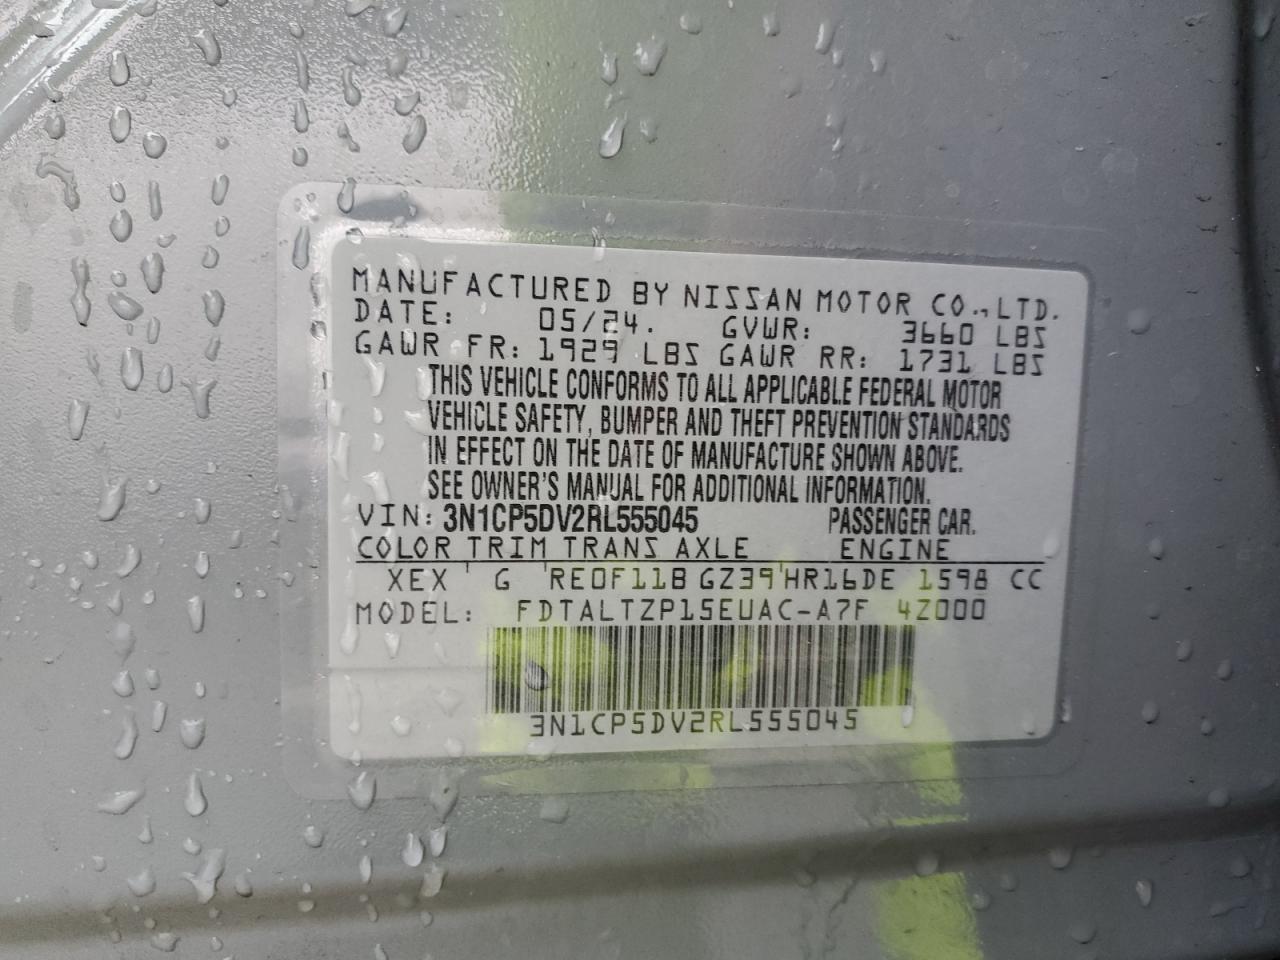 MANUFACTURED BY NISSAN MOTOR CO.,LTD.
DATE: 05/24. GVWR: 3660 LBS
GAWR FR: 1929 LBS GAWR RR: 1731 LBS
THIS VEHICLE CONFORMS TO ALL APPLICABLE FEDERAL MOTOR
VEHICLE SAFETY, BUMPER AND THEFT PREVENTION STANDARDS
IN EFFECT ON THE DATE OF MANUFACTURE SHOWN ABOVE.
SEE OWNER'S MANUAL FOR ADDITIONAL INFORMATION.
VIN: 3N1CP5DV2RL555045 PASSENGER CAR.
COLOR TRIM TRANS AXLE ENGINE
XEX G RE0F11B GZ39 HR16DE 1598 CC
MODEL: FDTALTZP15EUAC-A7F 4Z000
3N1CP5DV2RL555045